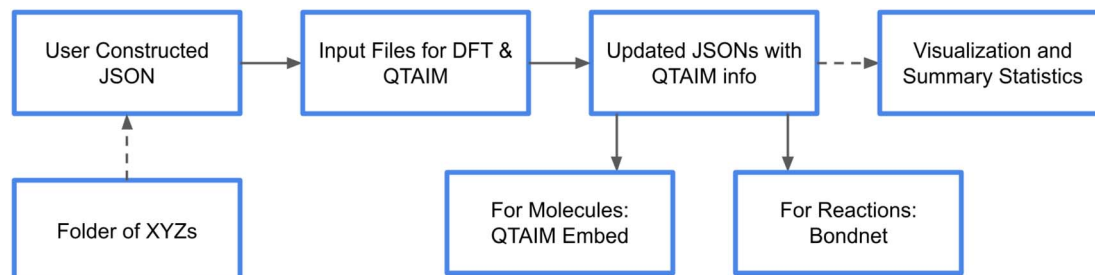 User Constructed
JSON
Input Files for DFT &
QTAIM
Updated JSONs with
QTAIM info
Visualization and
Summary Statistics
Folder of XYZs
For Molecules:
QTAIM Embed
For Reactions:
Bondnet